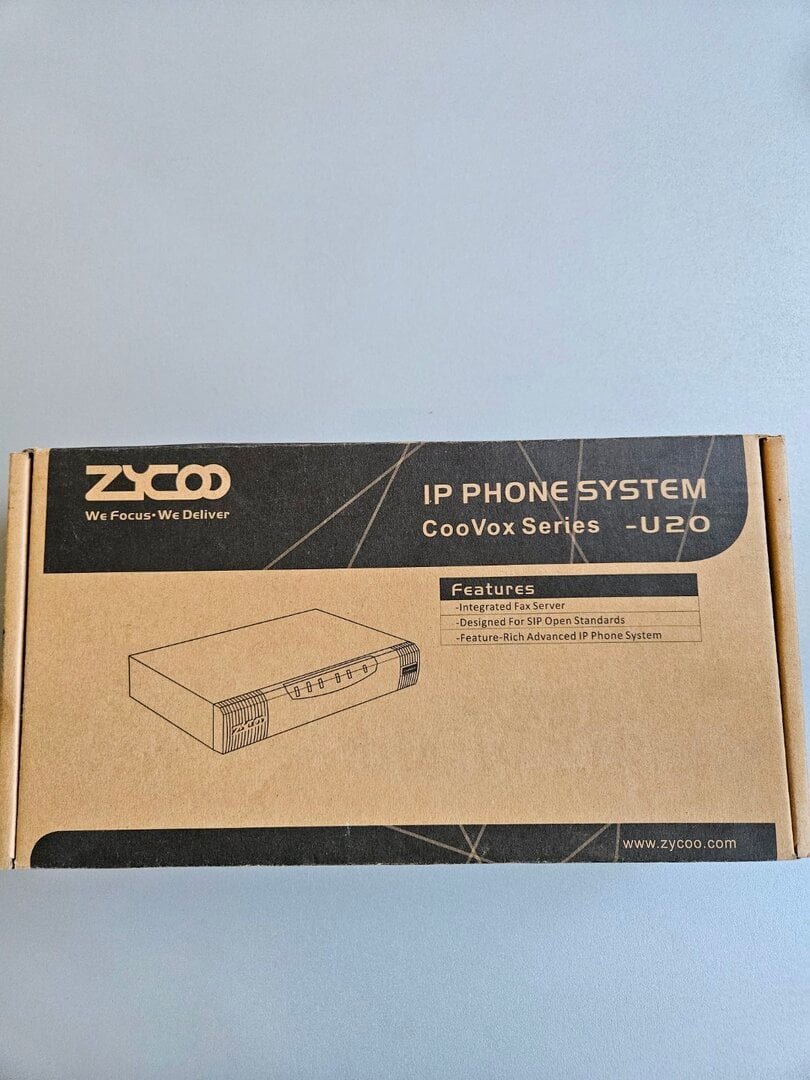 ZYCOO
We Focus·We Deliver
IP PHONE SYSTEM
CooVox Series -U20
Features
-Integrated Fax Server
-Designed For SIP Open Standards
-Feature-Rich Advanced IP Phone System
ZYCOO
www.zycoo.com